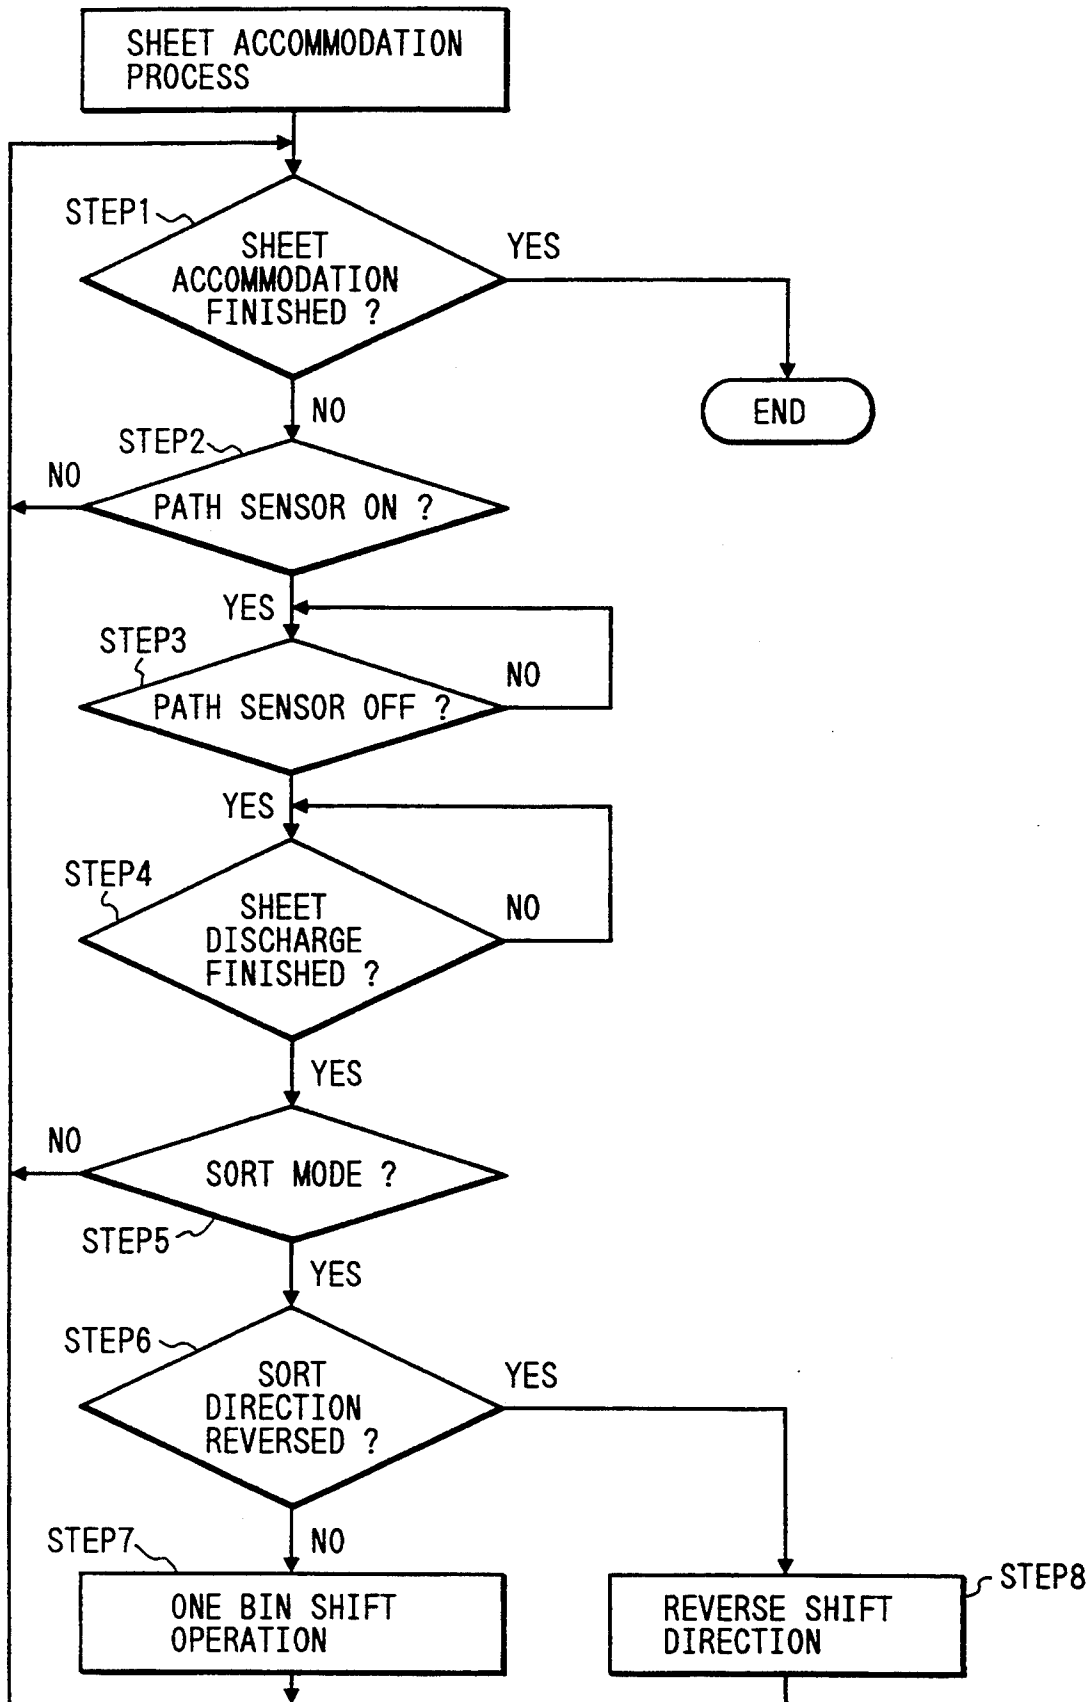 SHEET ACCOMMODATION
PROCESS
STEP1
SHEET
ACCOMMODATION
FINISHED ?
YES
END
NO
STEP2
NO
PATH SENSOR ON ?
YES
STEP3
PATH SENSOR OFF ?
NO
YES
STEP4
SHEET
DISCHARGE
FINISHED ?
NO
YES
NO
SORT MODE ?
STEP5
YES
STEP6
SORT
DIRECTION
REVERSED ?
YES
NO
STEP7
ONE BIN SHIFT
OPERATION
STEP8
REVERSE SHIFT
DIRECTION